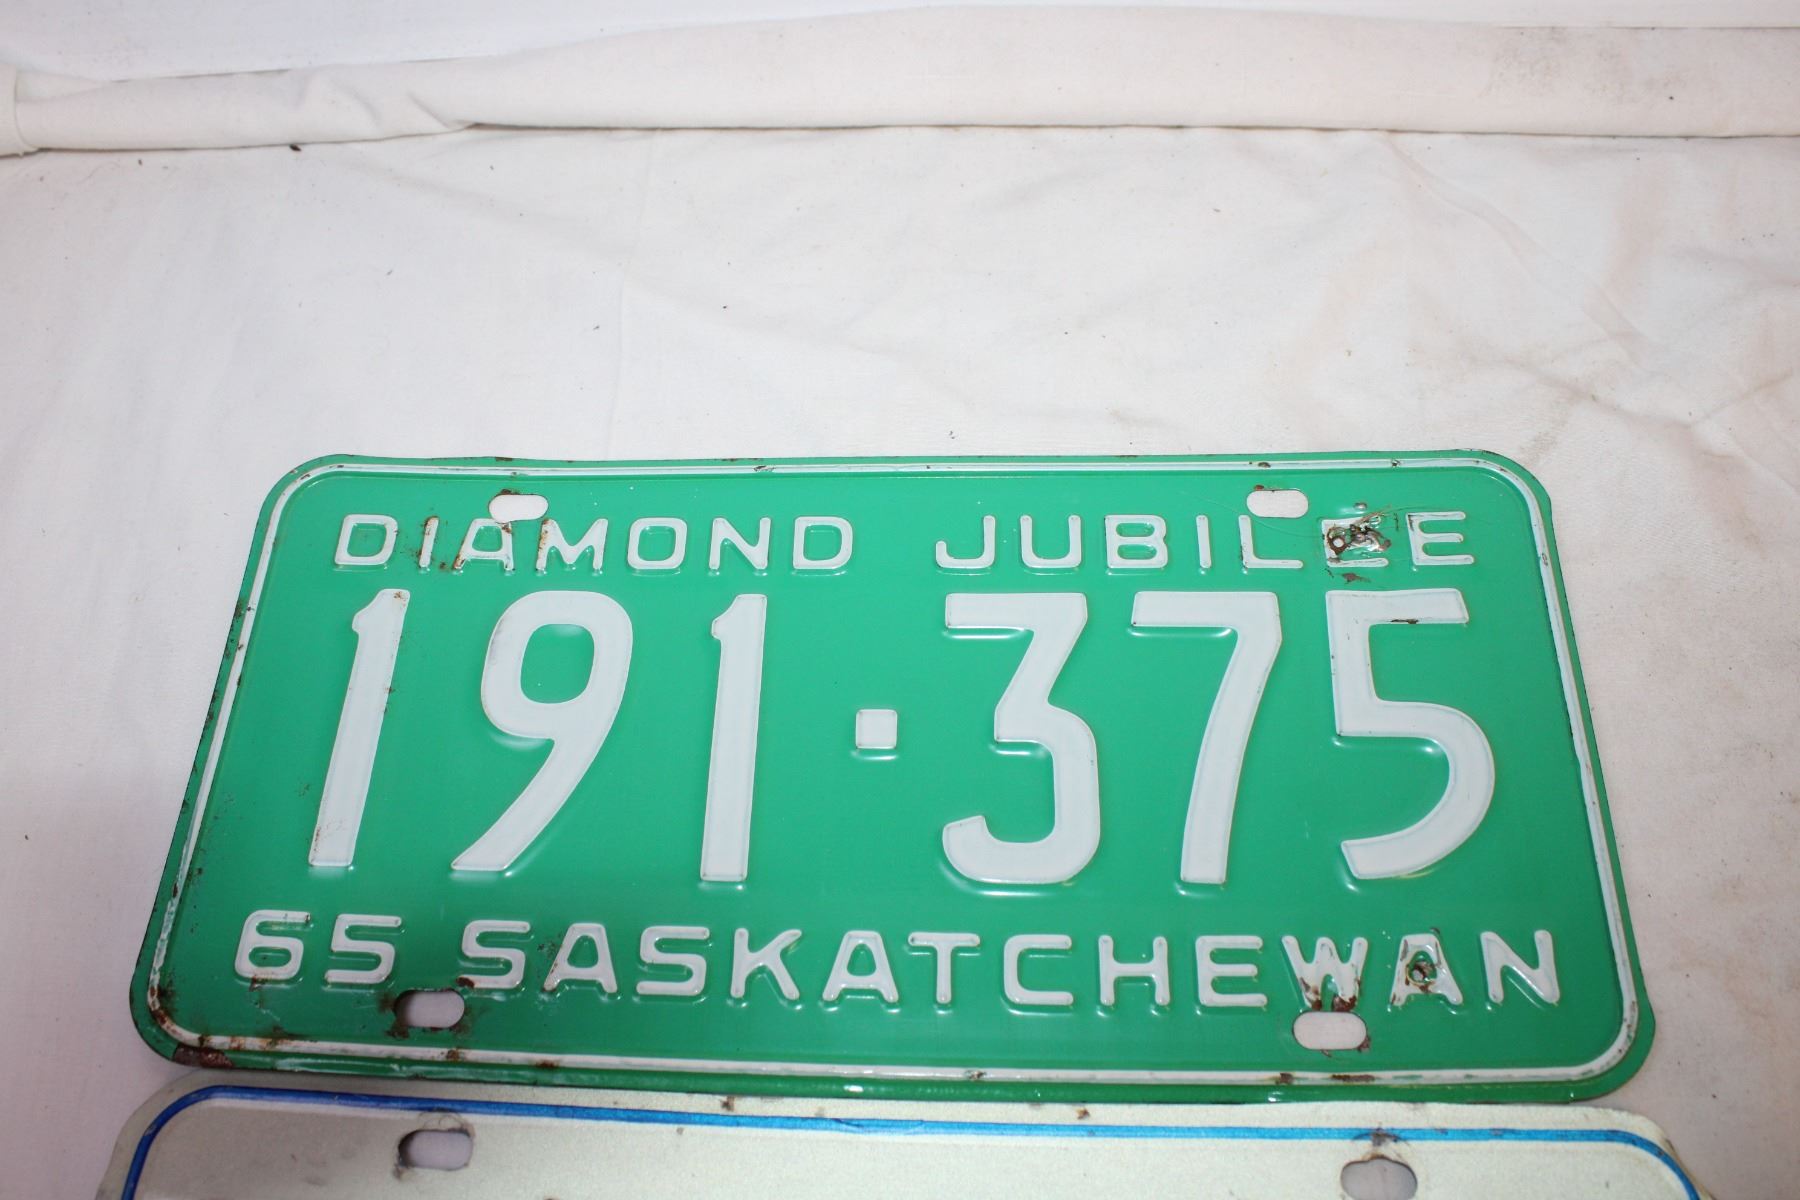 DIAMOND JUBILEE
191·375
65 SASKATCHEWAN